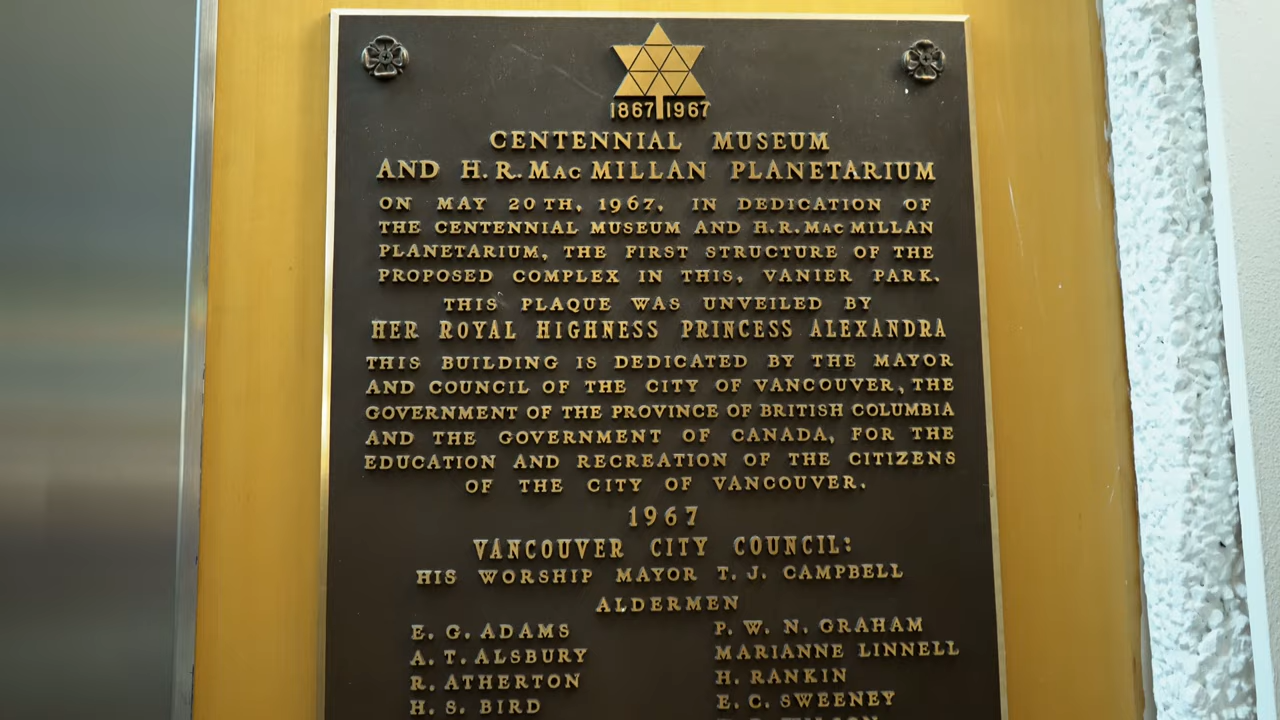 1867 1967
CENTENNIAL MUSEUM
AND H.R. MacMILLAN PLANETARIUM
ON MAY 20TH, 1967, IN DEDICATION OF
THE CENTENNIAL MUSEUM AND H.R. MacMILLAN
PLANETARIUM, THE FIRST STRUCTURE OF THE
PROPOSED COMPLEX IN THIS, VANIER PARK.
THIS PLAQUE WAS UNVEILED BY
HER ROYAL HIGHNESS PRINCESS ALEXANDRA
THIS BUILDING IS DEDICATED BY THE MAYOR
AND COUNCIL OF THE CITY OF VANCOUVER, THE
GOVERNMENT OF THE PROVINCE OF BRITISH COLUMBIA
AND THE GOVERNMENT OF CANADA, FOR THE
EDUCATION AND RECREATION OF THE CITIZENS
OF THE CITY OF VANCOUVER.
1967
VANCOUVER CITY COUNCIL:
HIS WORSHIP MAYOR T. J. CAMPBELL
ALDERMEN
E. G. ADAMS
A. T. ALSBURY
R. ATHERTON
H. S. BIRD
P. W. N. GRAHAM
MARIANNE LINNELL
H. RANKIN
E. C. SWEENEY